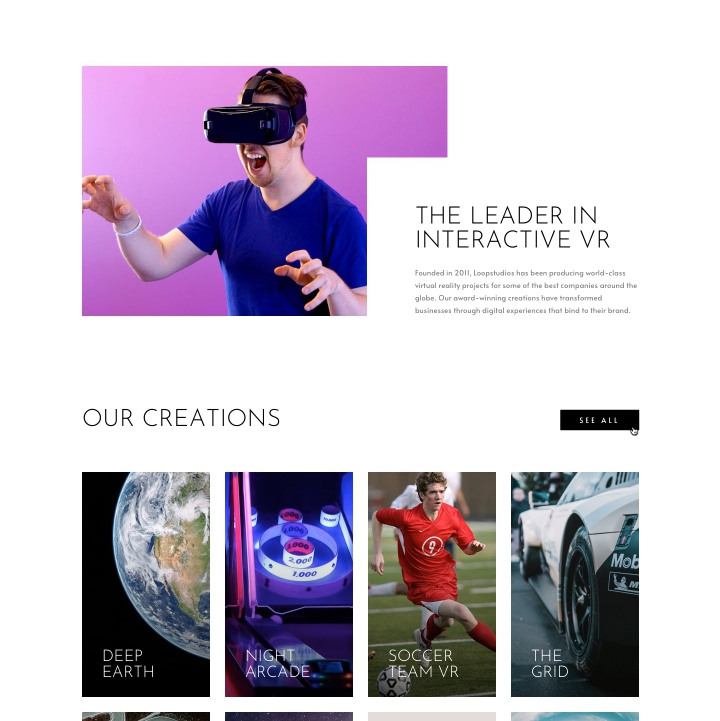 THE LEADER IN
INTERACTIVE VR
Founded in 2011, Loopstudios has been producing world-class
virtual reality projects for some of the best companies around the
globe. Our award-winning creations have transformed
businesses through digital experiences that bind to their brand.
OUR CREATIONS
SEE ALL
1,000
2,000
1,000
9
Mob
DEEP
EARTH
NIGHT
ARCADE
SOCCER
TEAM VR
THE
GRID